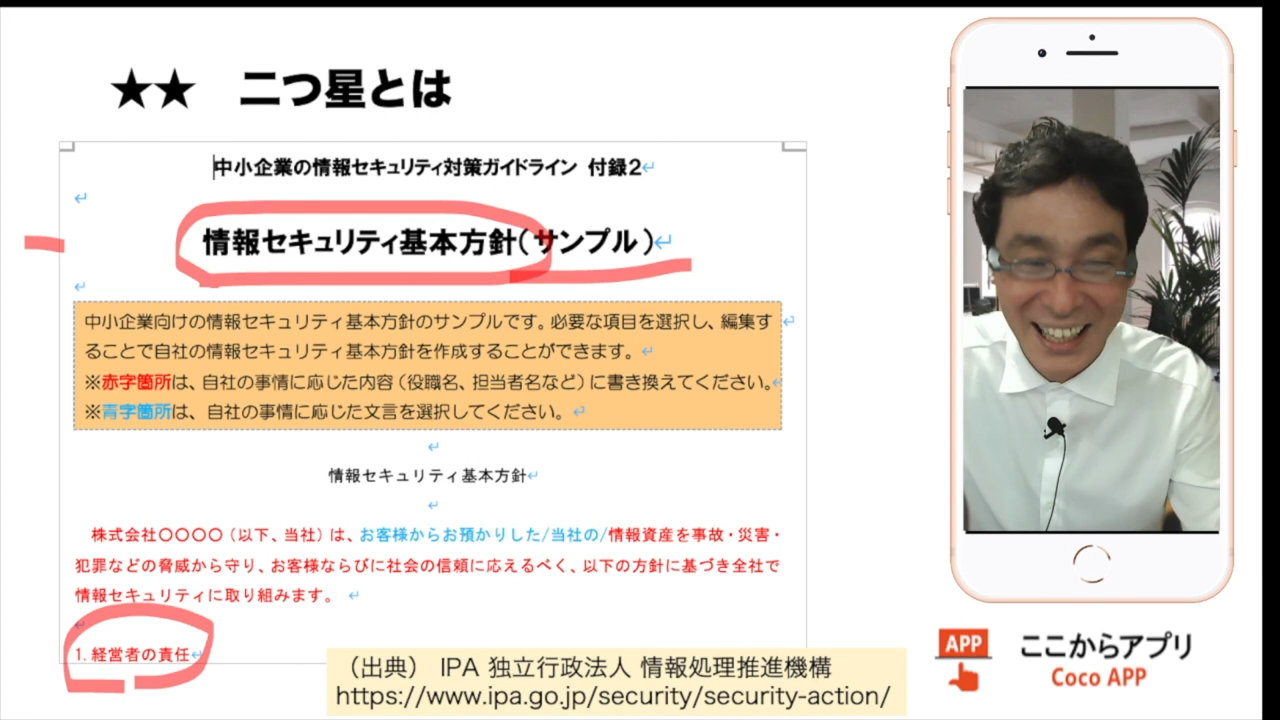 ★★ 二つ星とは
中小企業の情報セキュリティ対策ガイドライン 付録2↵
↵
情報セキュリティ基本方針(サンプル)↵
↵
中小企業向けの情報セキュリティ基本方針のサンプルです。必要な項目を選択し、編集す↵
ることで自社の情報セキュリティ基本方針を作成することができます。↵
※赤字箇所は、自社の事情に応じた内容(役職名、担当者名など)に書き換えてください。↵
※青字箇所は、自社の事情に応じた文言を選択してください。↵
↵
情報セキュリティ基本方針↵
↵
株式会社〇〇〇〇(以下、当社)は、お客様からお預かりした/当社の/情報資産を事故・災害・
犯罪などの脅威から守り、お客様ならびに社会の信頼に応えるべく、以下の方針に基づき全社で
情報セキュリティに取り組みます。↵
↵
1.経営者の責任↵
(出典) IPA 独立行政法人 情報処理推進機構
https://www.ipa.go.jp/security/security-action/
APP
ここからアプリ
Coco APP